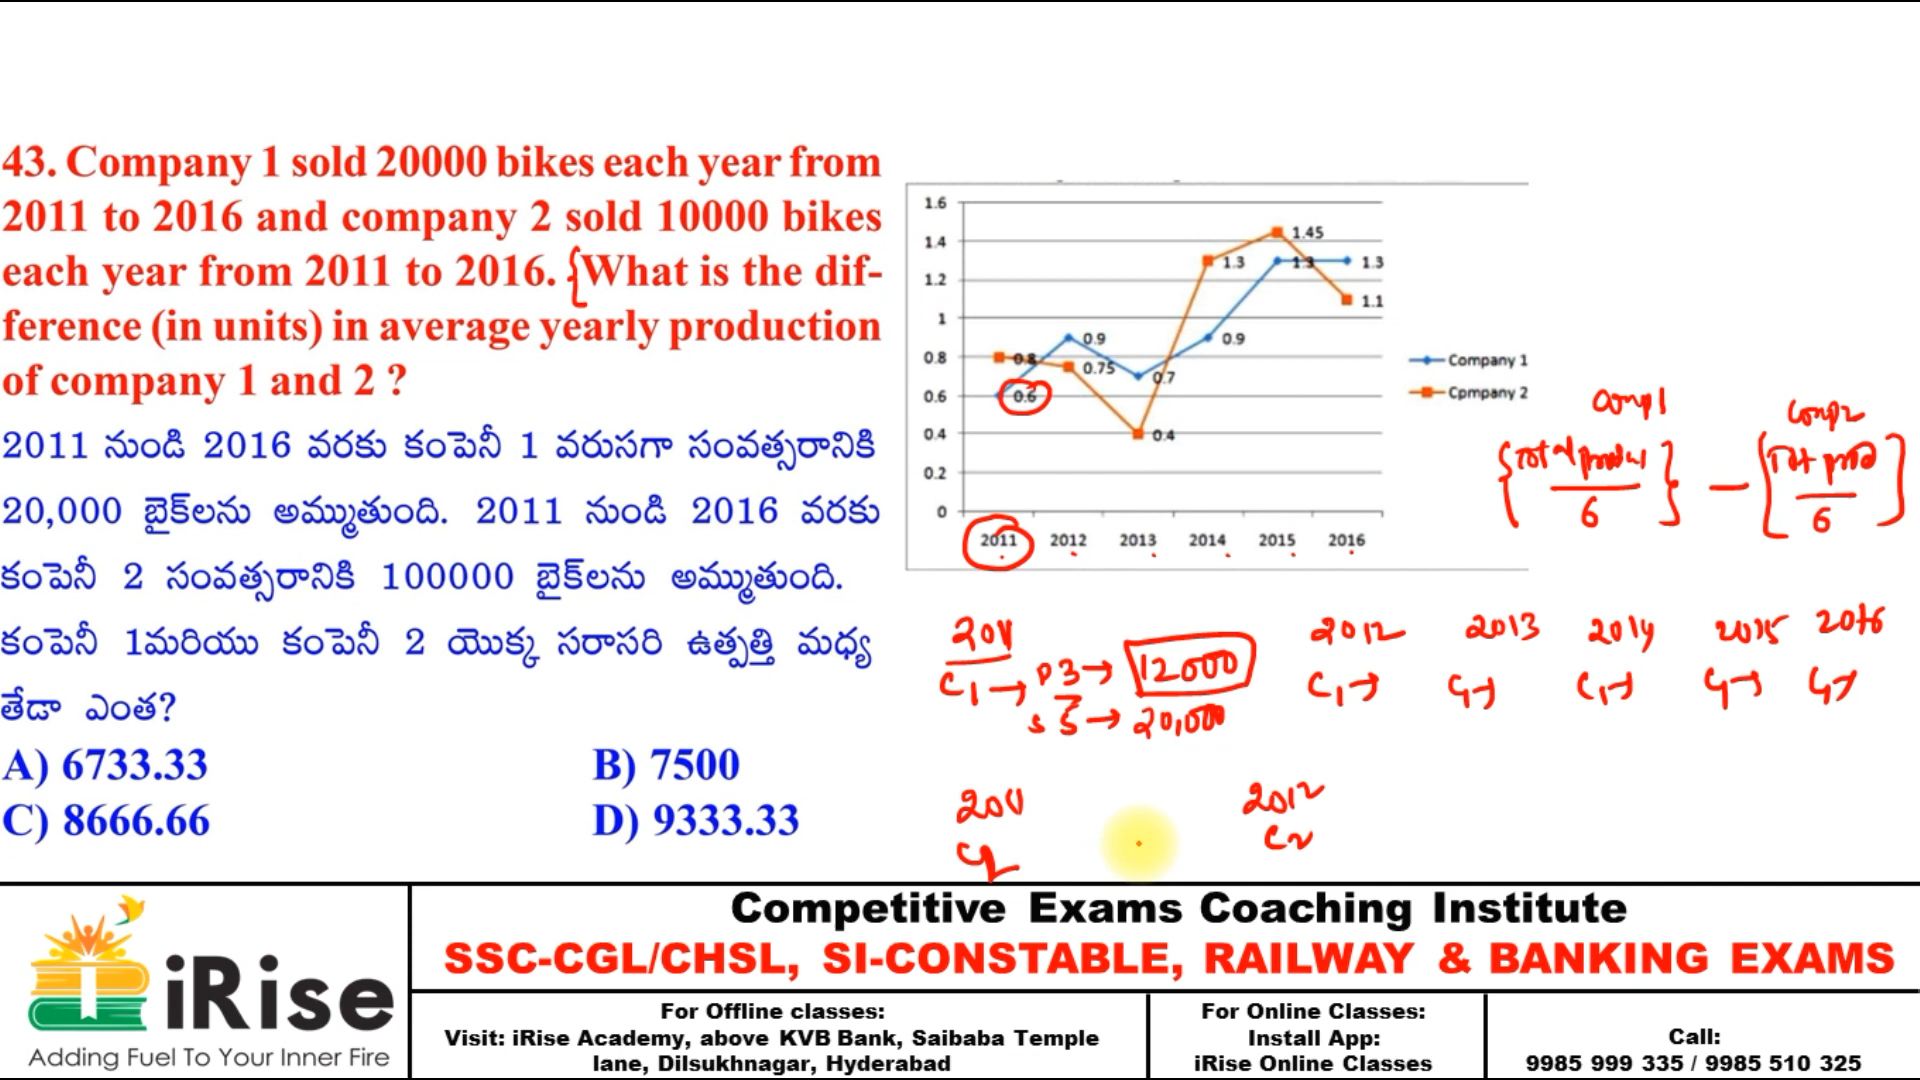 43. Company 1 sold 20000 bikes each year from
2011 to 2016 and company 2 sold 10000 bikes
each year from 2011 to 2016. {What is the dif-
ference (in units) in average yearly production
of company 1 and 2 ?
2011 నుండి 2016 వరకు కంపెనీ 1 వరుసగా సంవత్సరానికి
20,000 బైక్‌లను అమ్ముతుంది. 2011 నుండి 2016 వరకు
కంపెనీ 2 సంవత్సరానికి 100000 బైక్‌లను అమ్ముతుంది.
కంపెనీ 1మరియు కంపెనీ 2 యొక్క సరాసరి ఉత్పత్తి మధ్య
తేడా ఎంత?
A) 6733.33 B) 7500
C) 8666.66 D) 9333.33
1.6
1.4
1.2
1
0.8
0.6
0.4
0.2
0
1.45
1.3 1.3 1.3
1.1
0.9 0.9
0.8 0.75 0.7
0.6
0.4
2011 2012 2013 2014 2015 2016
Company 1
Cpmpany 2
comp1 comp2
6 6
2011 2012 2013 2014 2015 2016
C1 → P 3 → 12000 C1→ C1→ C1→ C1→ C1→
S 5 → 20,000
2011 2012
C2 C2
iRise
Adding Fuel To Your Inner Fire
Competitive Exams Coaching Institute
SSC-CGL/CHSL, SI-CONSTABLE, RAILWAY & BANKING EXAMS
For Offline classes:
Visit: iRise Academy, above KVB Bank, Saibaba Temple
lane, Dilsukhnagar, Hyderabad
For Online Classes:
Install App:
iRise Online Classes
Call:
9985 999 335 / 9985 510 325